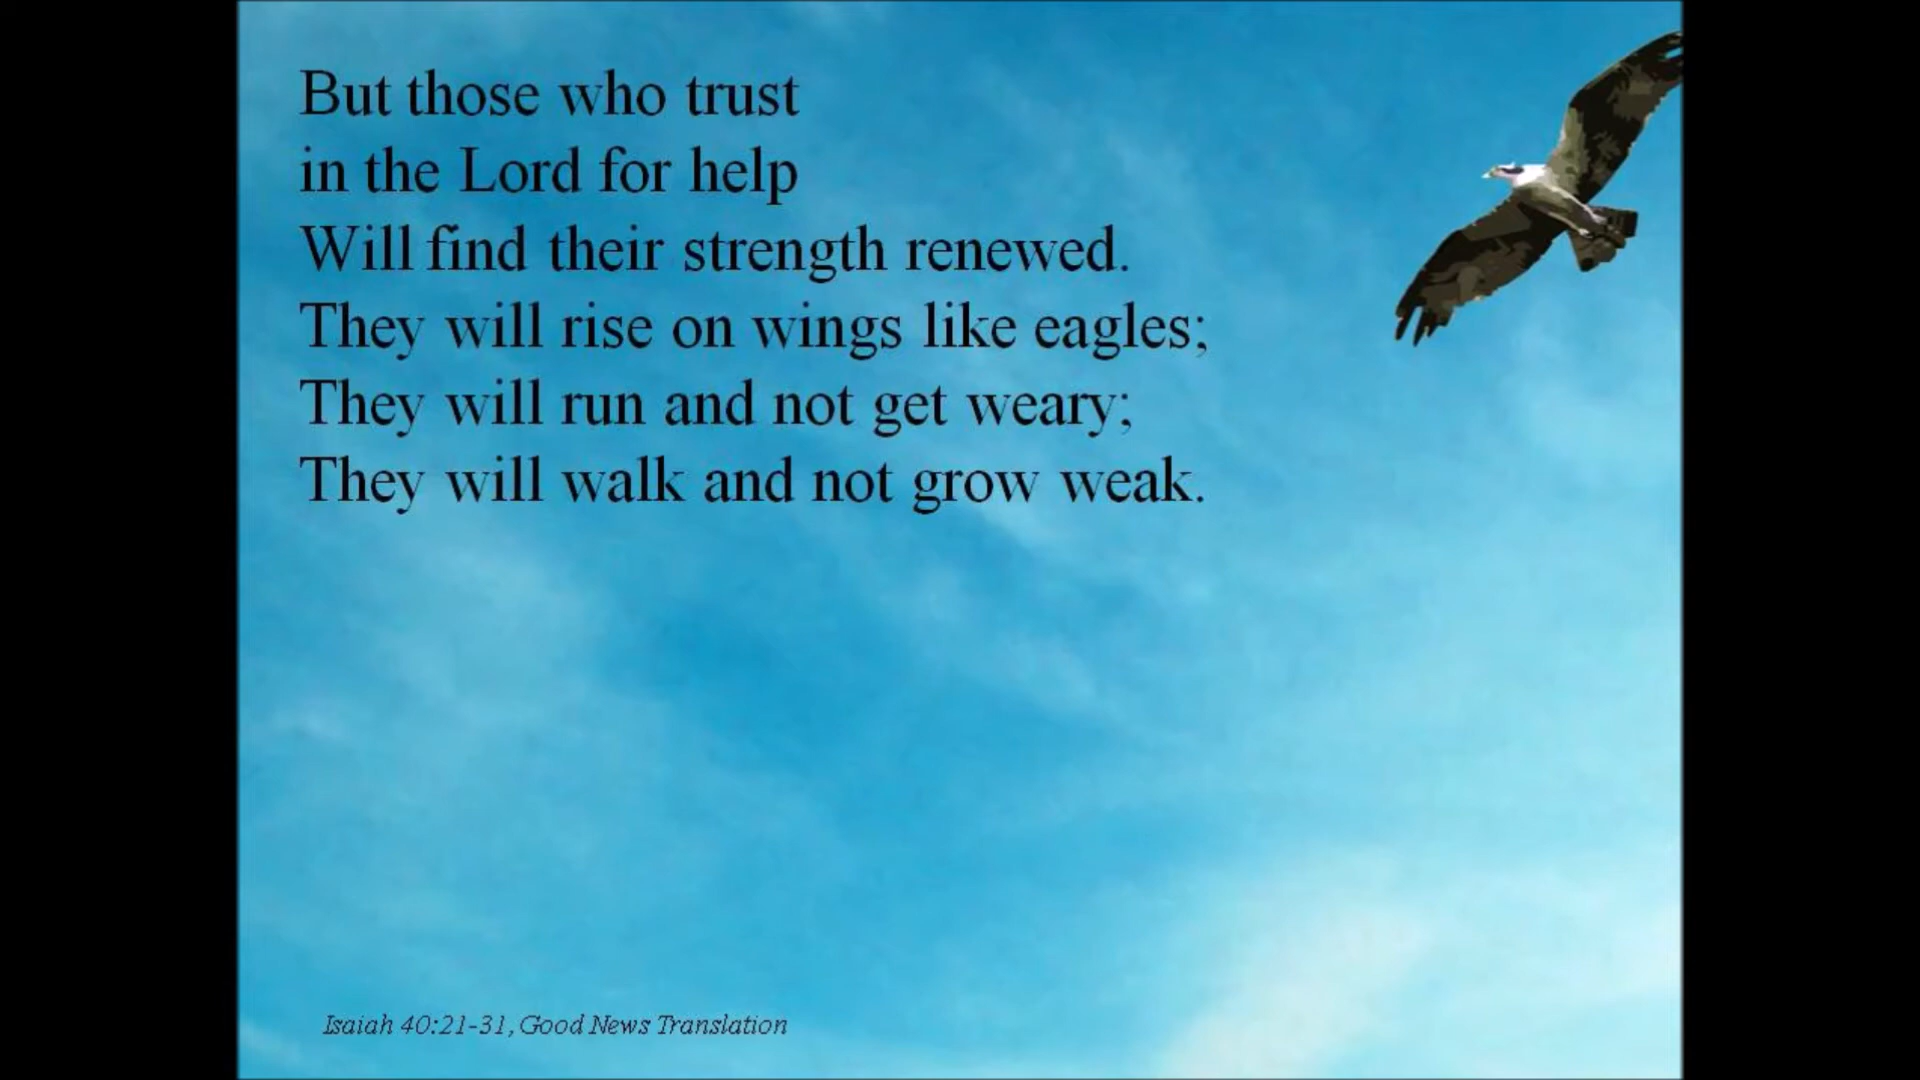 But those who trust
in the Lord for help
Will find their strength renewed.
They will rise on wings like eagles;
They will run and not get weary;
They will walk and not grow weak.
Isaiah 40:21-31, Good News Translation